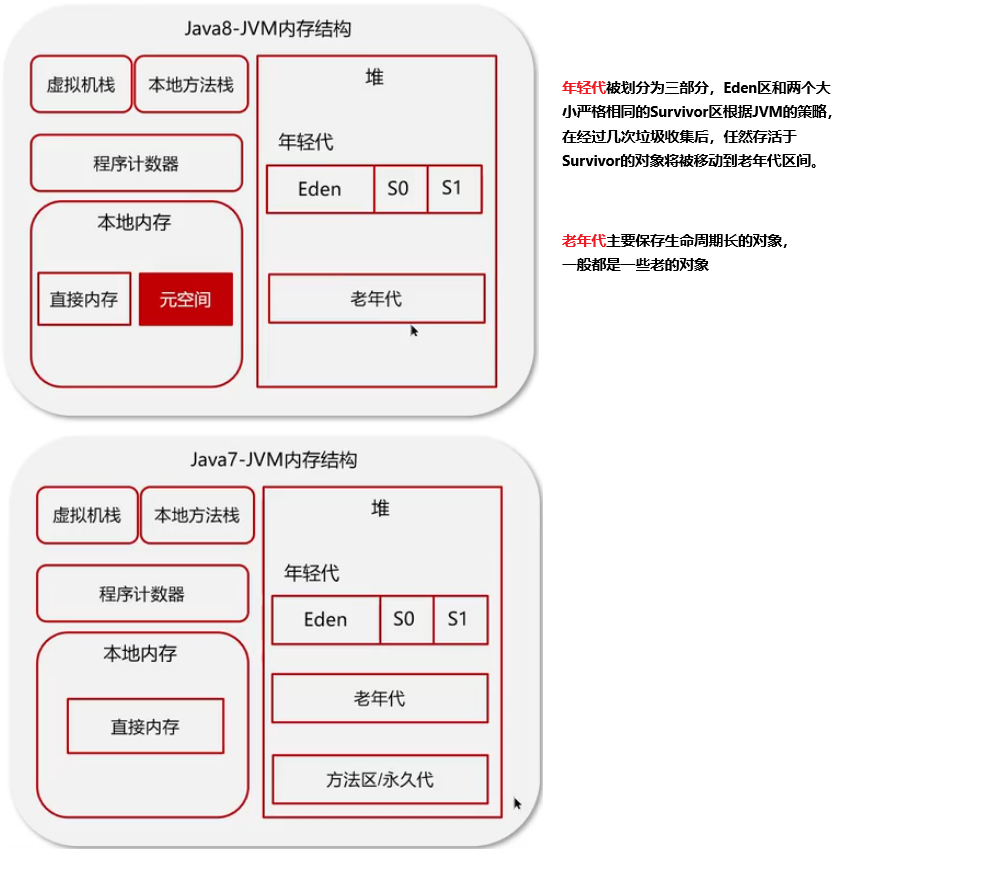 Java8-JVM内存结构
虚拟机栈
本地方法栈
堆
年轻代
程序计数器
Eden
S0
S1
本地内存
直接内存
元空间
老年代
年轻代被划分为三部分，Eden区和两个大
小严格相同的Survivor区根据JVM的策略，
在经过几次垃圾收集后，任然存活于
Survivor的对象将被移动到老年代区间。
老年代主要保存生命周期长的对象，
一般都是一些老的对象
Java7-JVM内存结构
虚拟机栈
本地方法栈
堆
年轻代
程序计数器
Eden
S0
S1
本地内存
直接内存
老年代
方法区/永久代